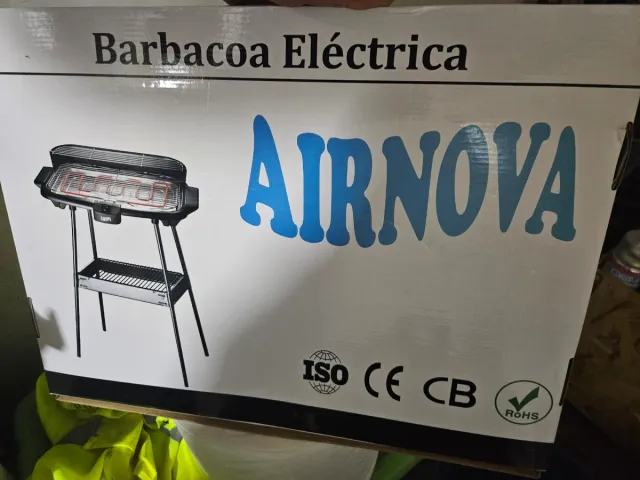 Barbacoa Eléctrica
AIRNOVA
ISO CE CB RoHS